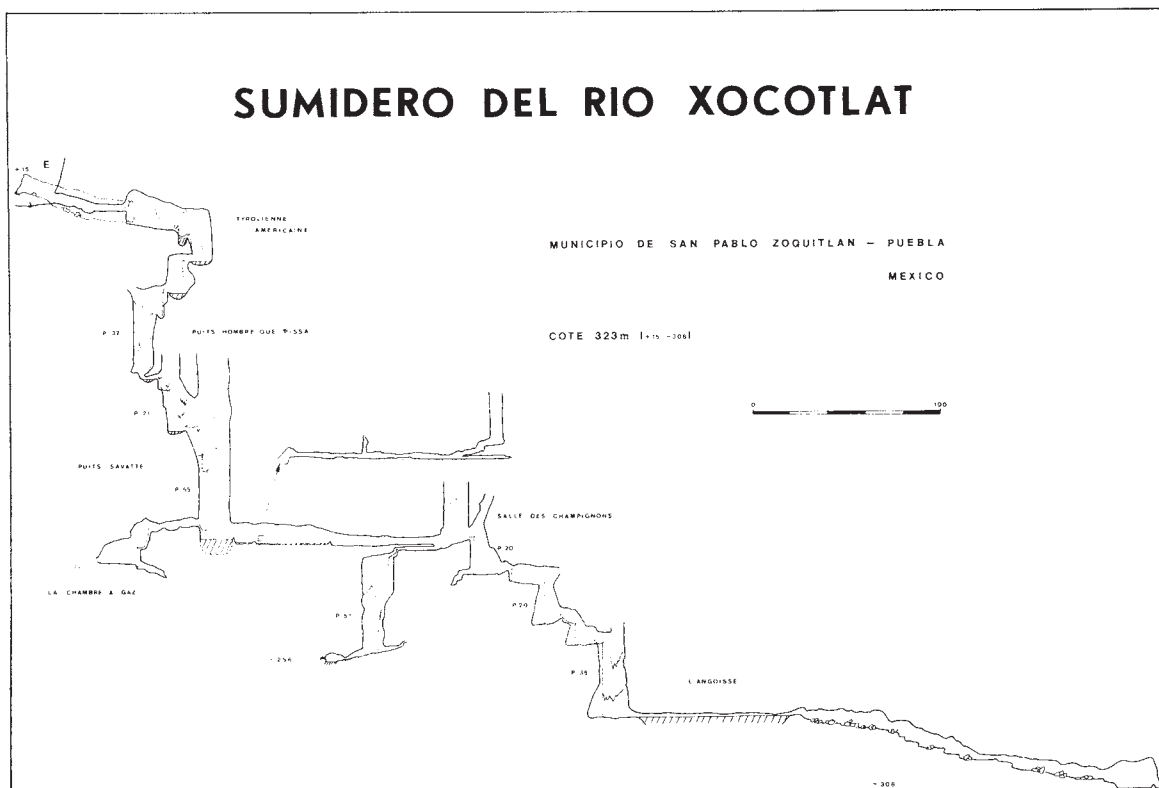 SUMIDERO DEL RIO XOCOTLAT
+15
E
TYROLIENNE
AMERICAINE
MUNICIPIO DE SAN PABLO ZOQUITLAN – PUEBLA
MEXICO
P 32
PUITS HOMBRE QUE PISSA
COTE 323m (+15 -308)
0 100
P 21
PUITS SAVATTE
P 45
SALLE DES CHAMPIGNONS
P 20
LA CHAMBRE A GAZ
P 20
P 51
-256
P 35
L'ANGOISSE
-308